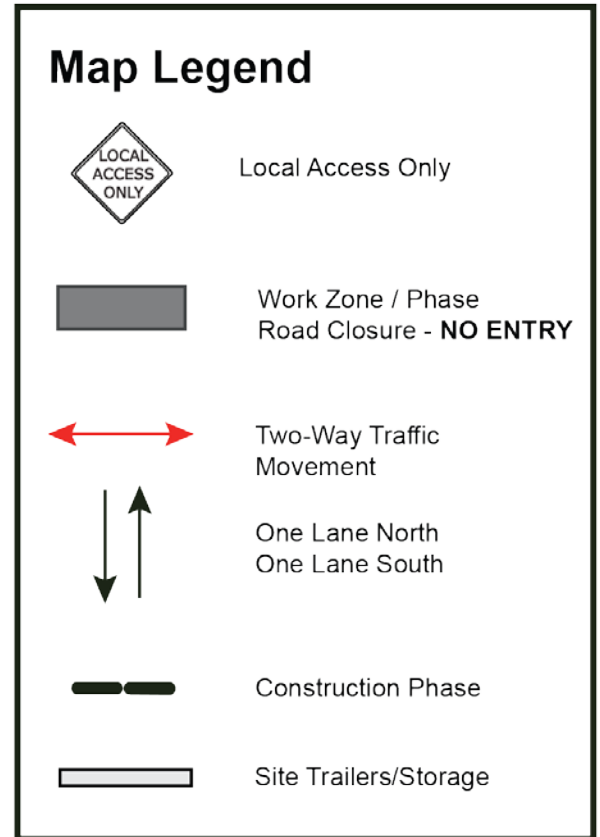 Map Legend
LOCAL
ACCESS
ONLY
Local Access Only
Work Zone / Phase
Road Closure - NO ENTRY
Two-Way Traffic
Movement
One Lane North
One Lane South
Construction Phase
Site Trailers/Storage